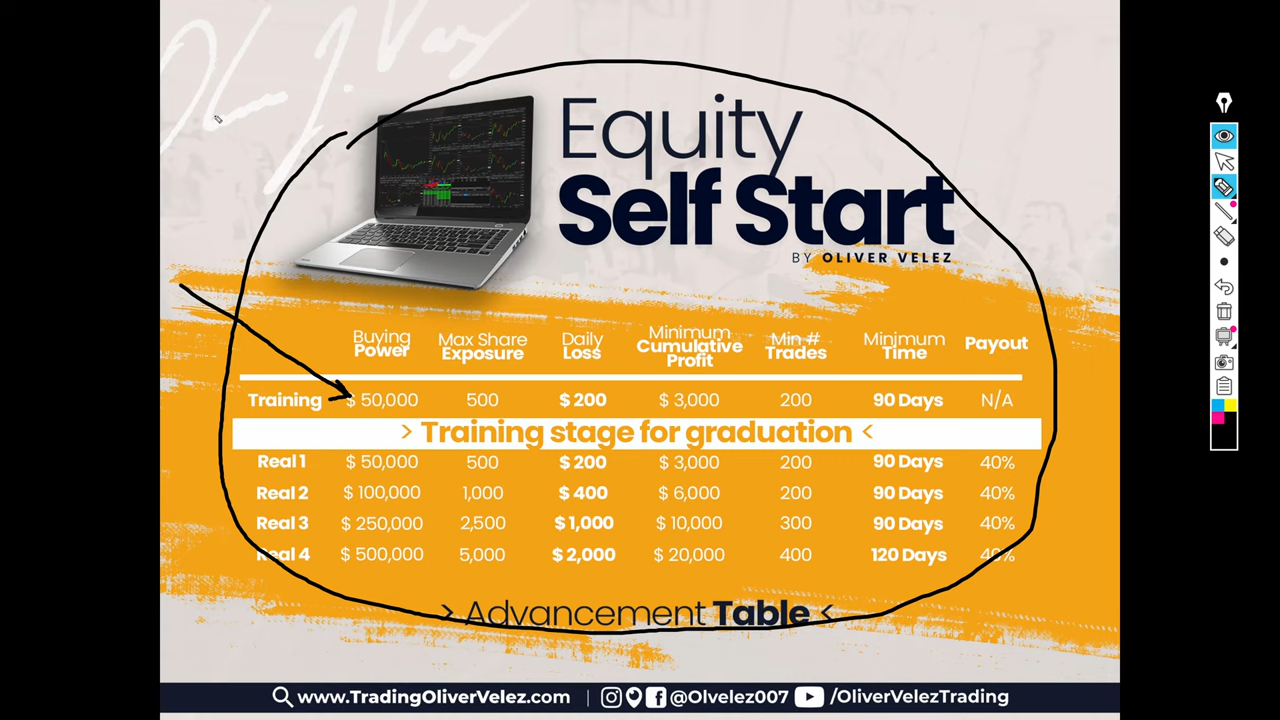 Equity
Self Start
BY OLIVER VELEZ
Buying Power Max Share Exposure Daily Loss Minimum Cumulative Profit Min # Trades Minimum Time Payout
Training $ 50,000 500 $ 200 $ 3,000 200 90 Days N/A
> Training stage for graduation <
Real 1 $ 50,000 500 $ 200 $ 3,000 200 90 Days 40%
Real 2 $ 100,000 1,000 $ 400 $ 6,000 200 90 Days 40%
Real 3 $ 250,000 2,500 $ 1,000 $ 10,000 300 90 Days 40%
Real 4 $ 500,000 5,000 $ 2,000 $ 20,000 400 120 Days 40%
> Advancement Table <
www.TradingOliverVelez.com | @Olvelez007 /OliverVelezTrading